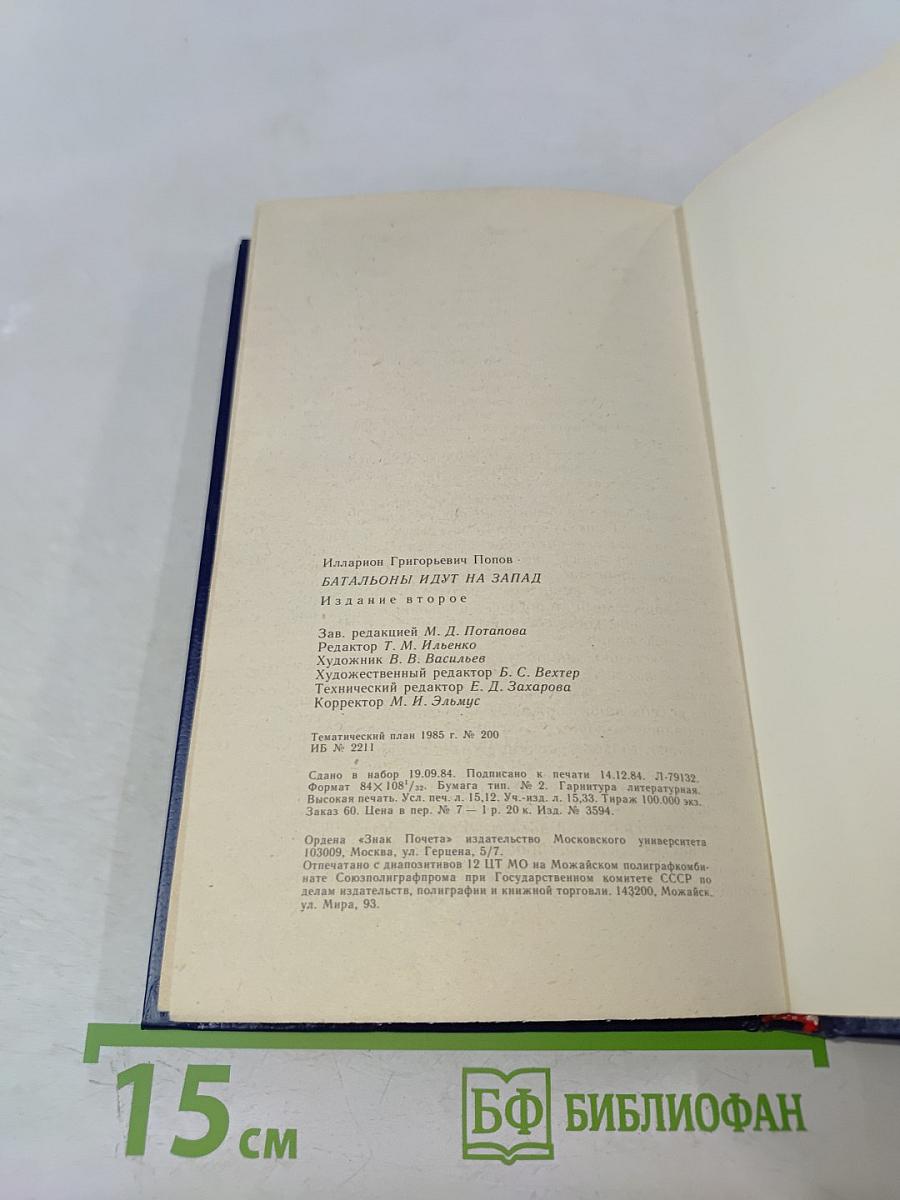 Илларион Григорьевич Попов
БАТАЛЬОНЫ ИДУТ НА ЗАПАД
Издание второе
Зав. редакцией М. Д. Потапова
Редактор Т. М. Ильенко
Художник В. В. Васильев
Художественный редактор Б. С. Вехтер
Технический редактор Е. Д. Захарова
Корректор М. И. Эльмус
Тематический план 1985 г. № 200
ИБ № 2211
Сдано в набор 19.09.84. Подписано к печати 14.12.84. Л-79132.
Формат 84×108¹/₃₂. Бумага тип. № 2. Гарнитура литературная.
Высокая печать. Усл. печ. л. 15,12. Уч.-изд. л. 15,33. Тираж 100.000 экз.
Заказ 60. Цена в пер. № 7 — 1 р. 20 к. Изд. № 3594.
Ордена «Знак Почета» издательство Московского университета
103009, Москва, ул. Герцена, 5/7.
Отпечатано с диапозитивов 12 ЦТ МО на Можайском полиграфкомби-
нате Союзполиграфпрома при Государственном комитете СССР по
делам издательств, полиграфии и книжной торговли. 143200, Можайск,
ул. Мира, 93.
15 см
БФ БИБЛИОФАН